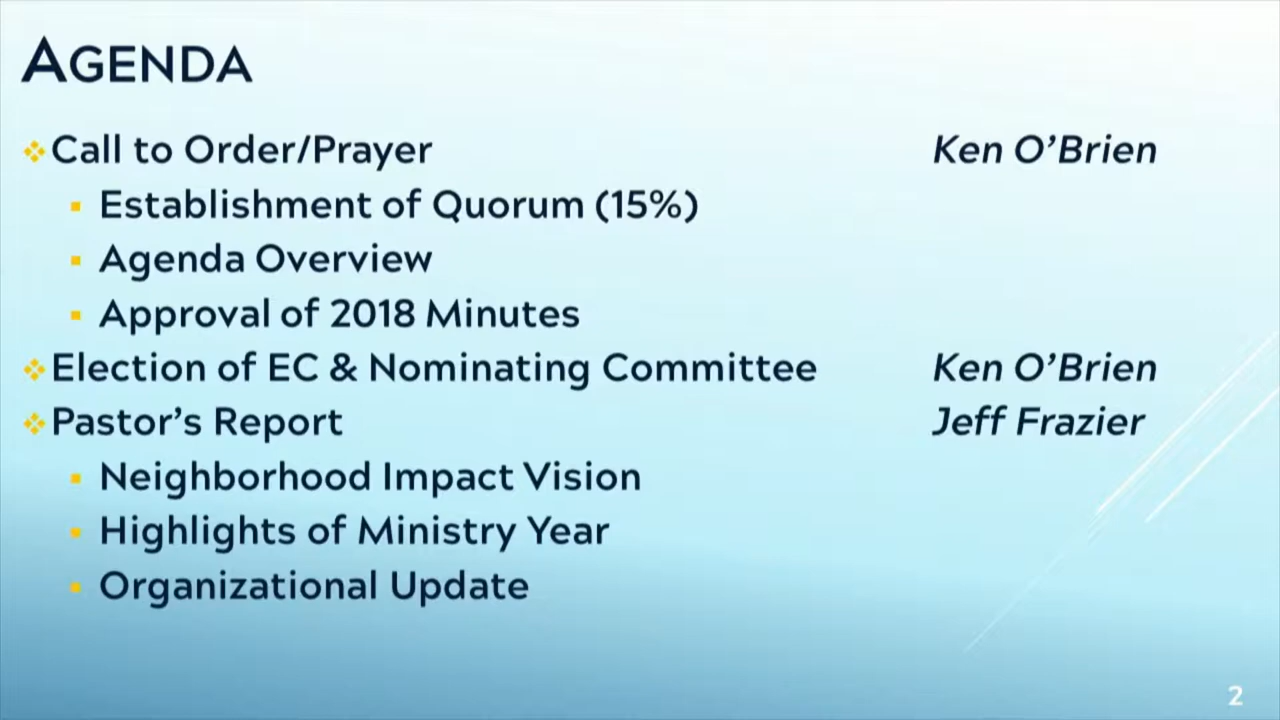 AGENDA
Call to Order/Prayer Ken O'Brien
Establishment of Quorum (15%)
Agenda Overview
Approval of 2018 Minutes
Election of EC & Nominating Committee Ken O'Brien
Pastor's Report Jeff Frazier
Neighborhood Impact Vision
Highlights of Ministry Year
Organizational Update
2